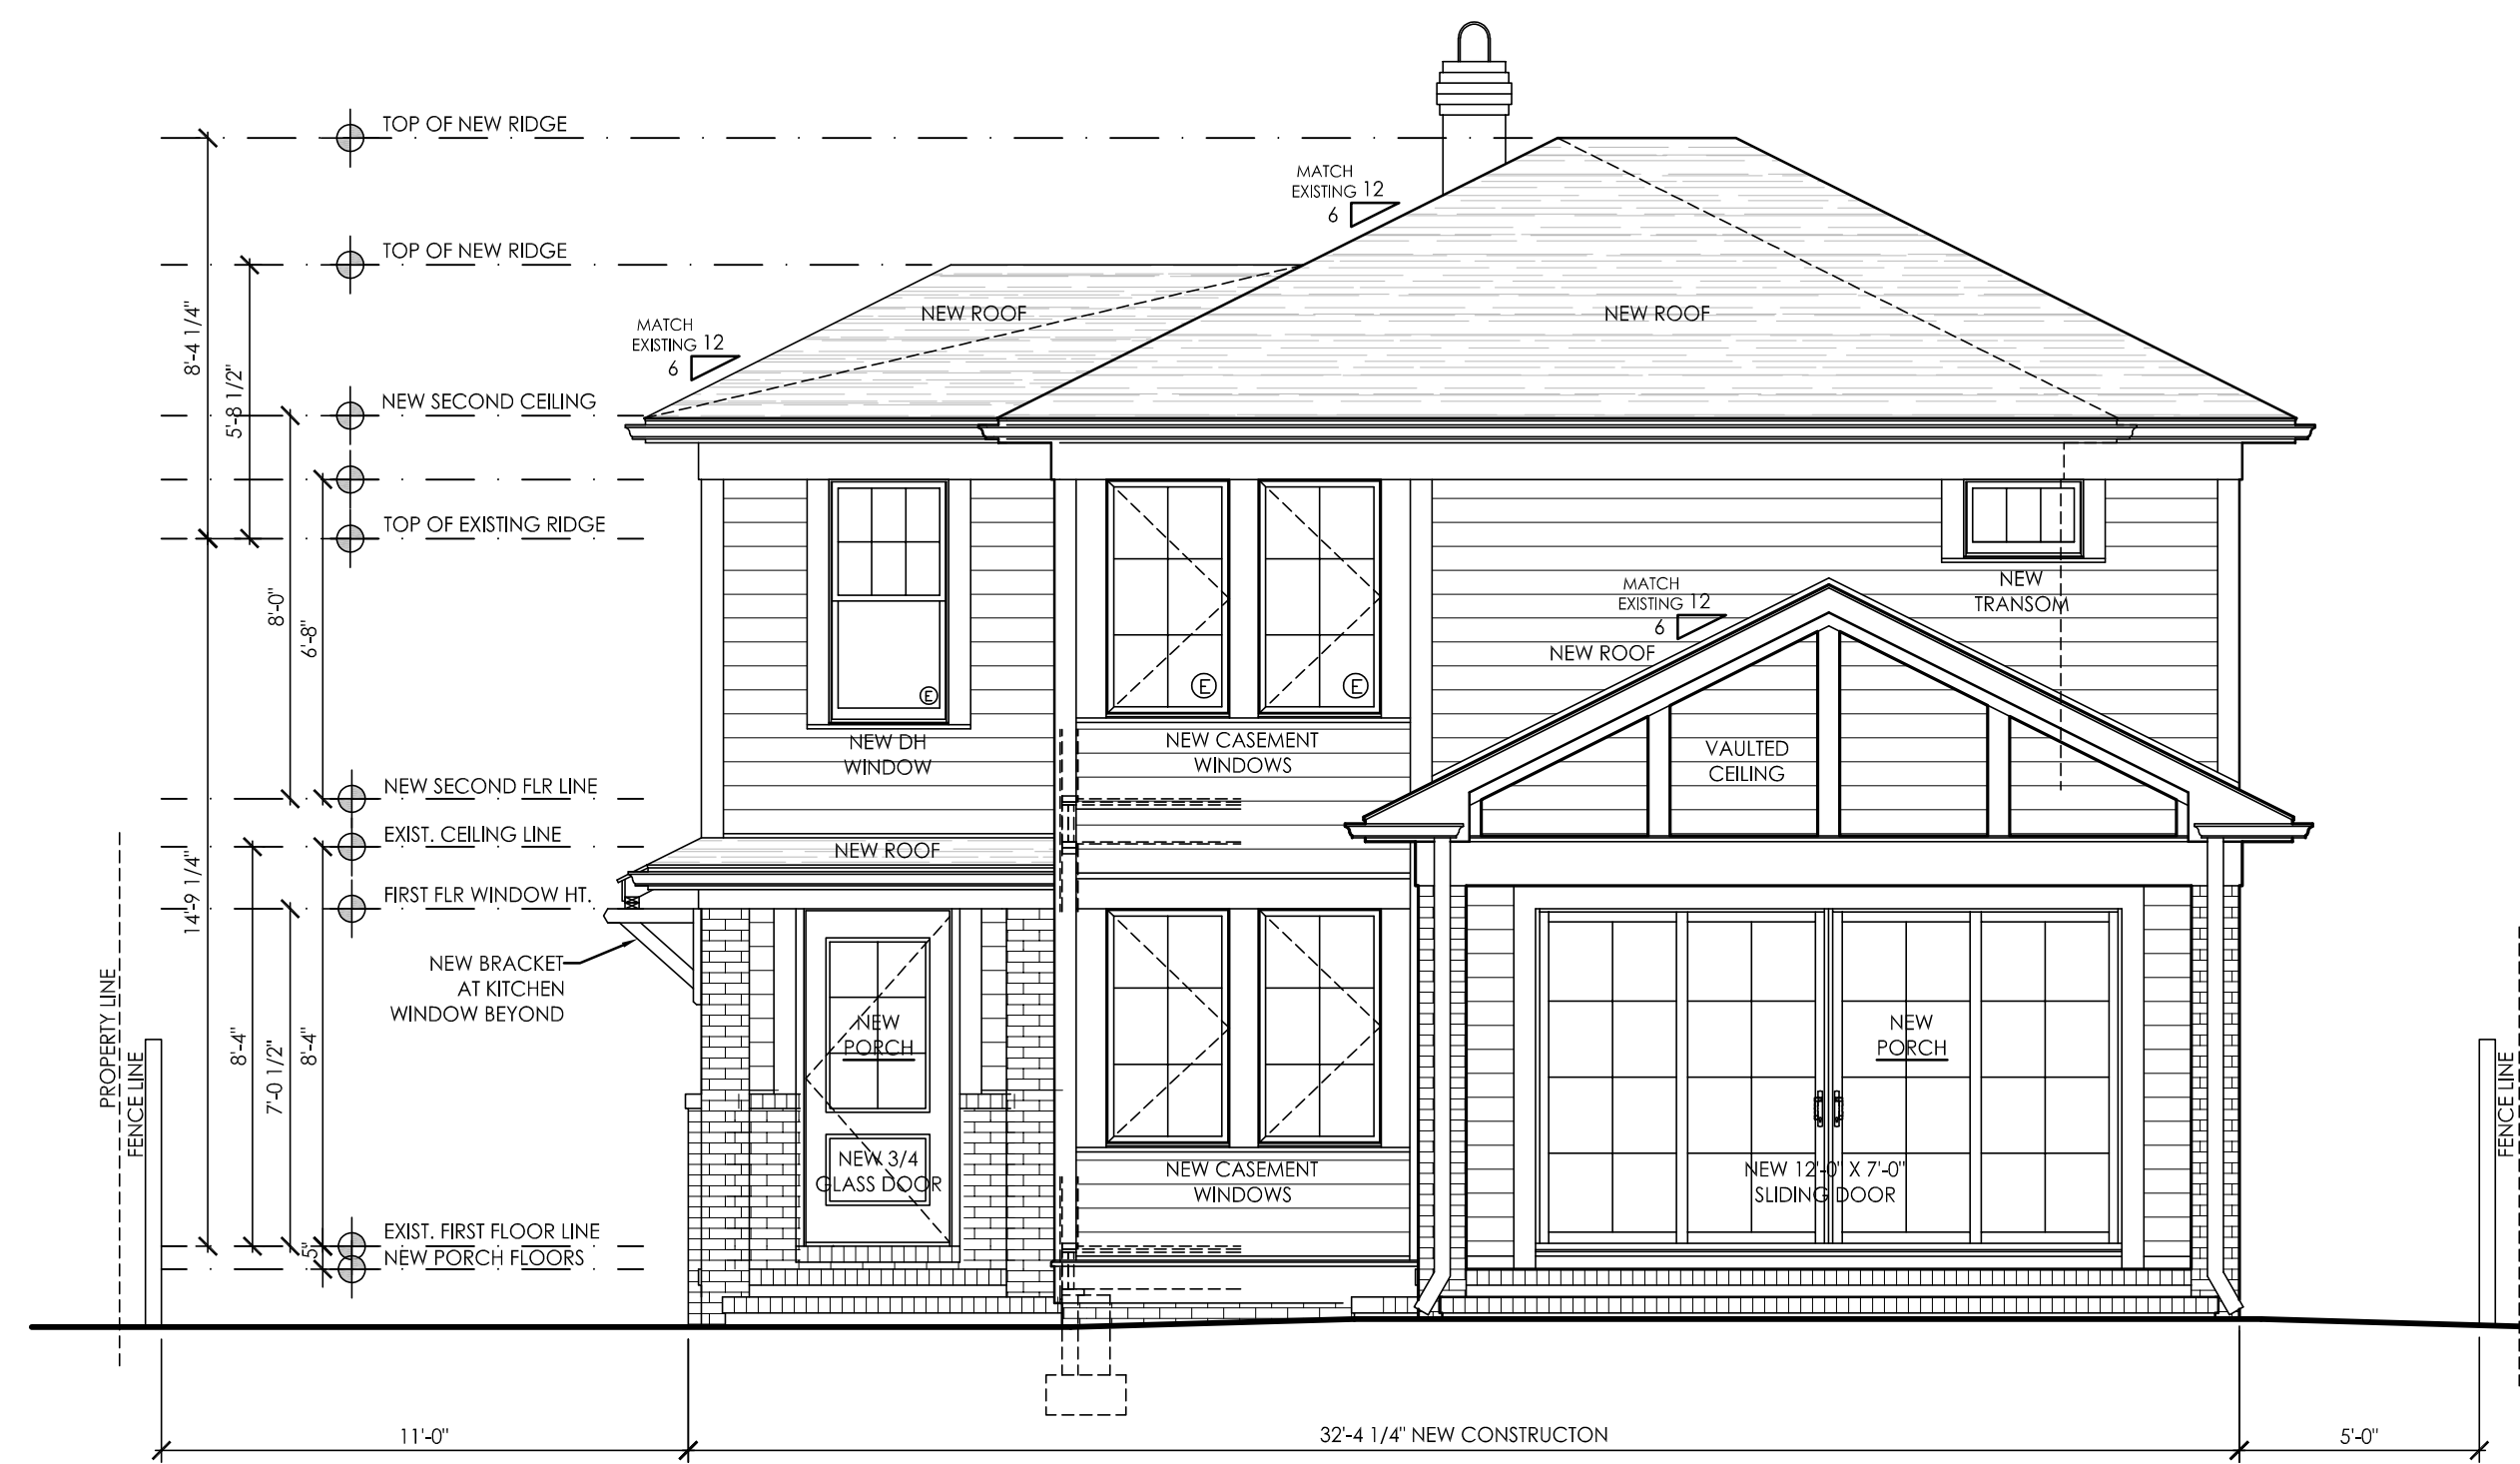 TOP OF NEW RIDGE
MATCH
EXISTING 12
6
TOP OF NEW RIDGE
NEW ROOF
NEW ROOF
MATCH
EXISTING 12
6
8'-4 1/4"
5'-8 1/2"
NEW SECOND CEILING
TOP OF EXISTING RIDGE
8'-0"
6'-8"
NEW
TRANSOM
MATCH
EXISTING 12
6
NEW ROOF
E
E
E
NEW DH
WINDOW
NEW CASEMENT
WINDOWS
VAULTED
CEILING
NEW SECOND FLR LINE
EXIST. CEILING LINE
NEW ROOF
14'-9 1/4"
FIRST FLR WINDOW HT.
NEW BRACKET
AT KITCHEN
WINDOW BEYOND
PROPERTY LINE
FENCE LINE
8'-4"
7'-0 1/2"
8'-4"
NEW
PORCH
NEW
PORCH
NEW 3/4
GLASS DOOR
NEW CASEMENT
WINDOWS
NEW 12'-0" X 7'-0"
SLIDING DOOR
FENCE LINE
EXIST. FIRST FLOOR LINE
5"
NEW PORCH FLOORS
11'-0"
32'-4 1/4" NEW CONSTRUCTON
5'-0"